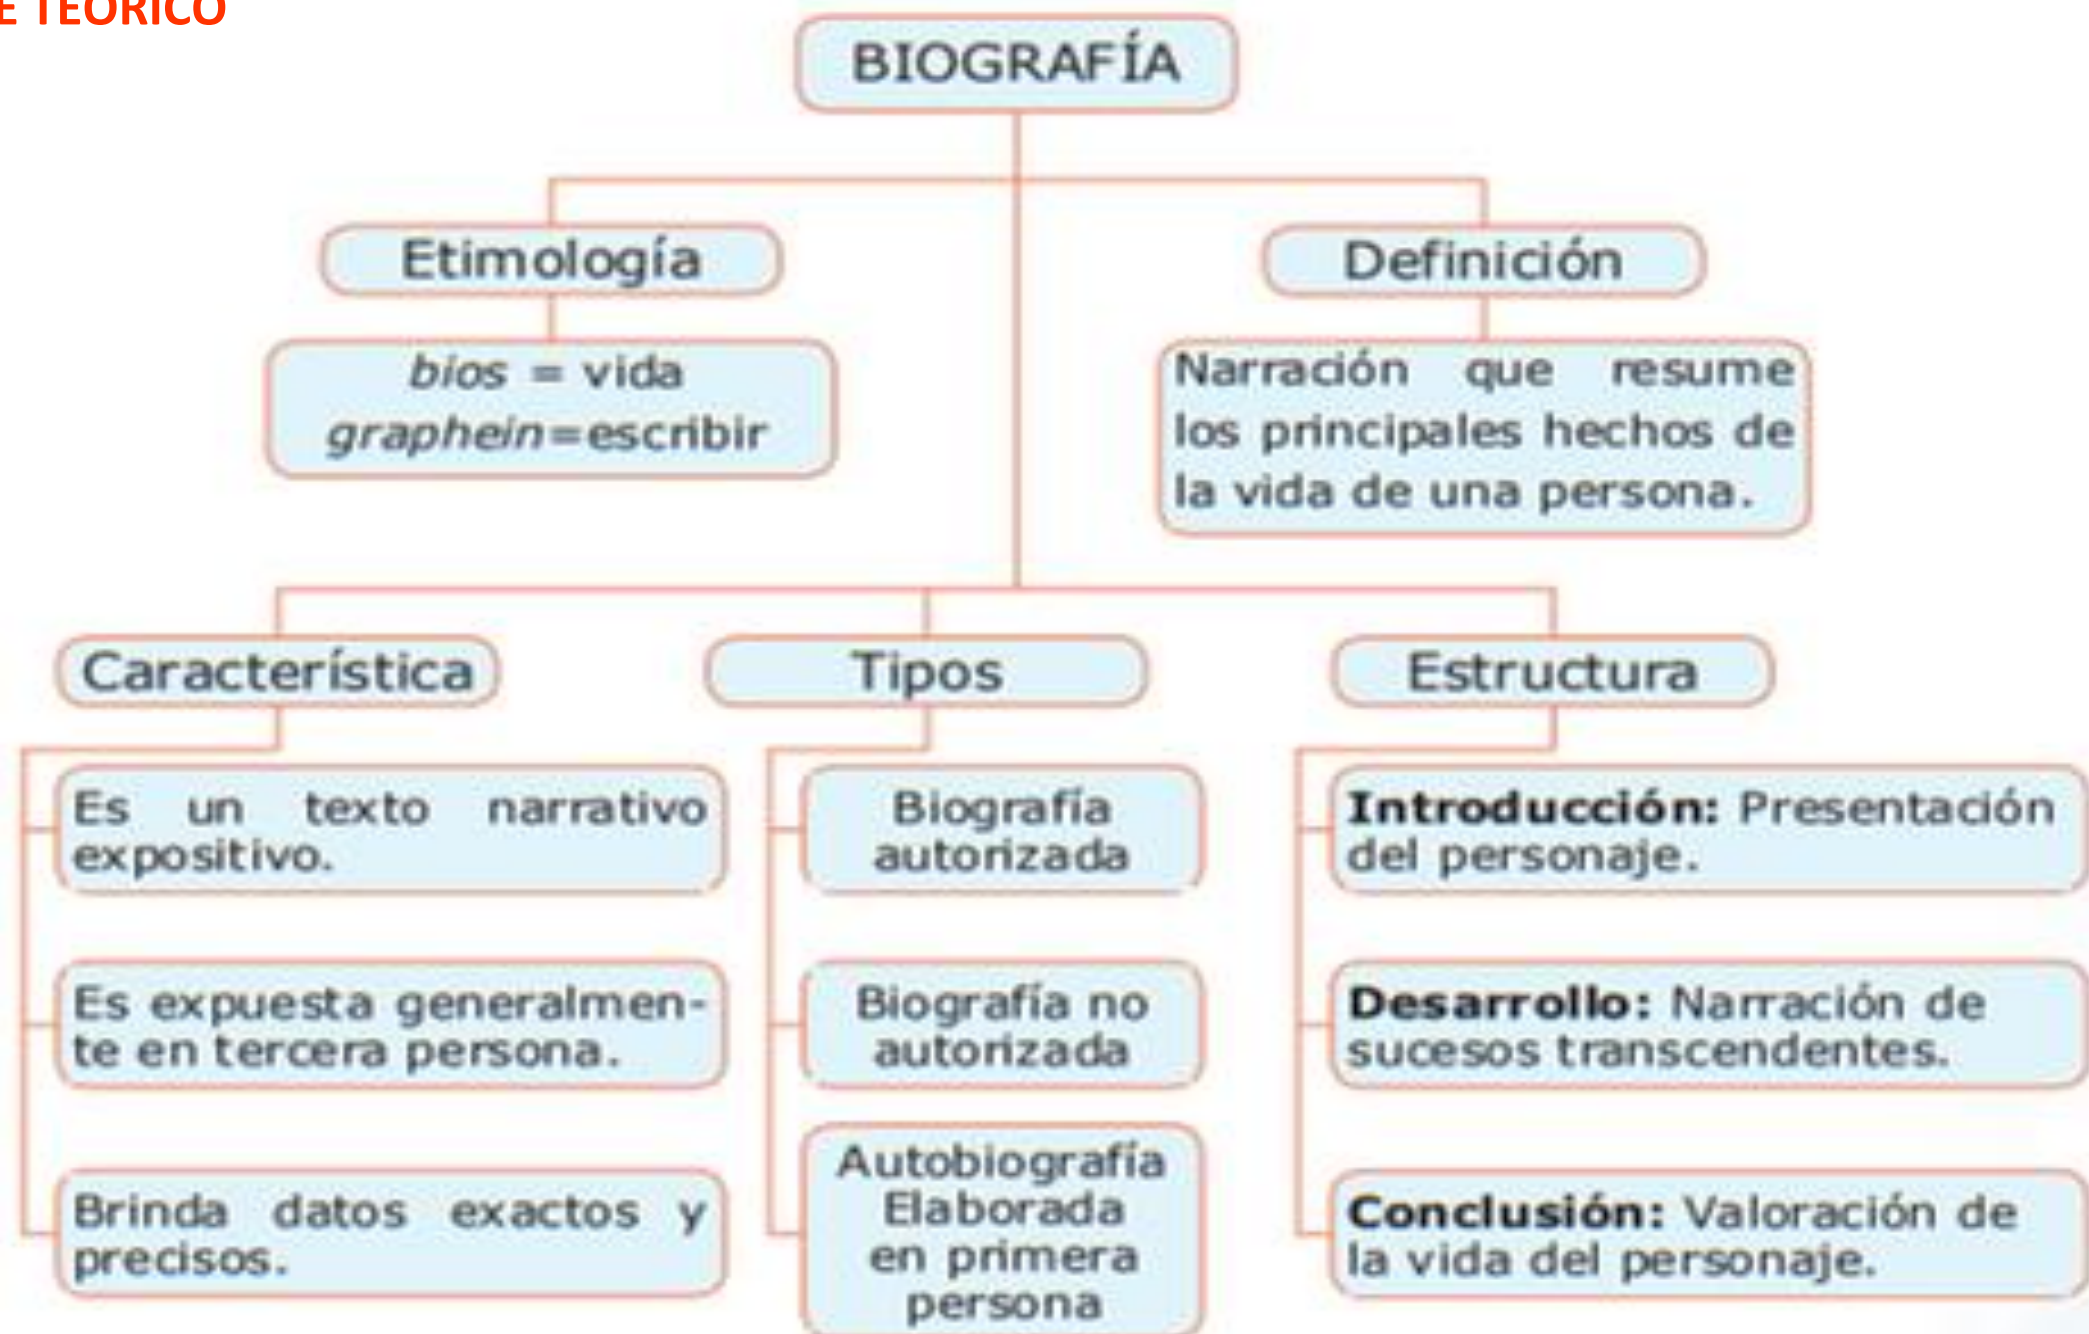 E TEÓRICO
BIOGRAFÍA
Etimología
bios = vida
graphein=escribir
Definición
Narración que resume
los principales hechos de
la vida de una persona.
Característica
Es un texto narrativo
expositivo.
Es expuesta generalmen-
te en tercera persona.
Brinda datos exactos y
precisos.
Tipos
Biografía
autorizada
Biografía no
autorizada
Autobiografía
Elaborada
en primera
persona
Estructura
Introducción: Presentación
del personaje.
Desarrollo: Narración de
sucesos transcendentes.
Conclusión: Valoración de
la vida del personaje.